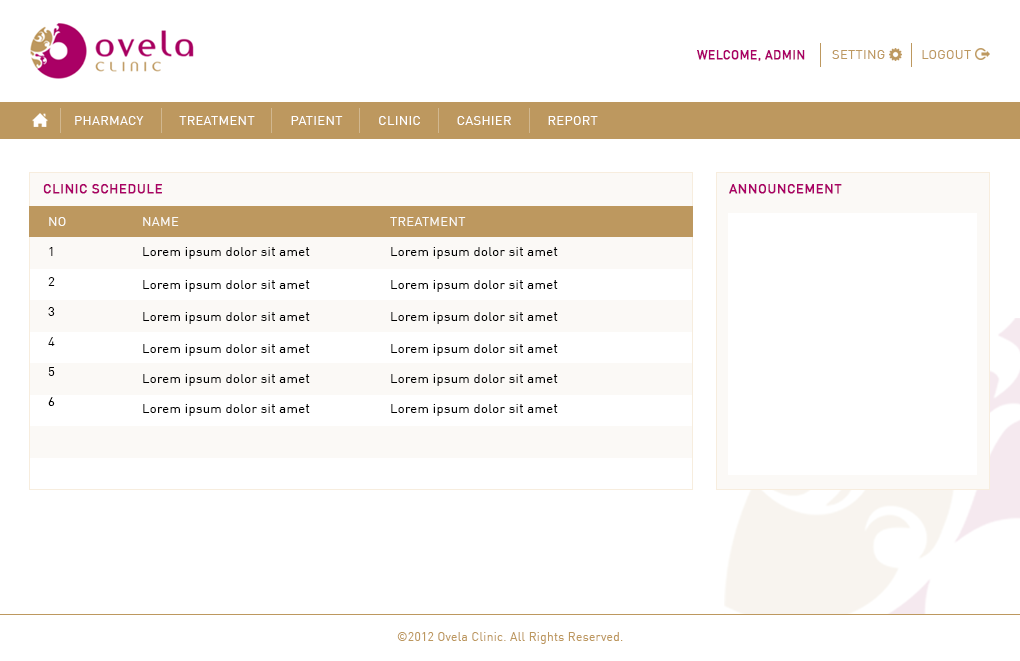 ovela
CLINIC
WELCOME, ADMIN SETTING LOGOUT
PHARMACY TREATMENT PATIENT CLINIC CASHIER REPORT
CLINIC SCHEDULE
NO NAME TREATMENT
1 Lorem ipsum dolor sit amet Lorem ipsum dolor sit amet
2 Lorem ipsum dolor sit amet Lorem ipsum dolor sit amet
3 Lorem ipsum dolor sit amet Lorem ipsum dolor sit amet
4 Lorem ipsum dolor sit amet Lorem ipsum dolor sit amet
5 Lorem ipsum dolor sit amet Lorem ipsum dolor sit amet
6 Lorem ipsum dolor sit amet Lorem ipsum dolor sit amet
ANNOUNCEMENT
©2012 Ovela Clinic. All Rights Reserved.